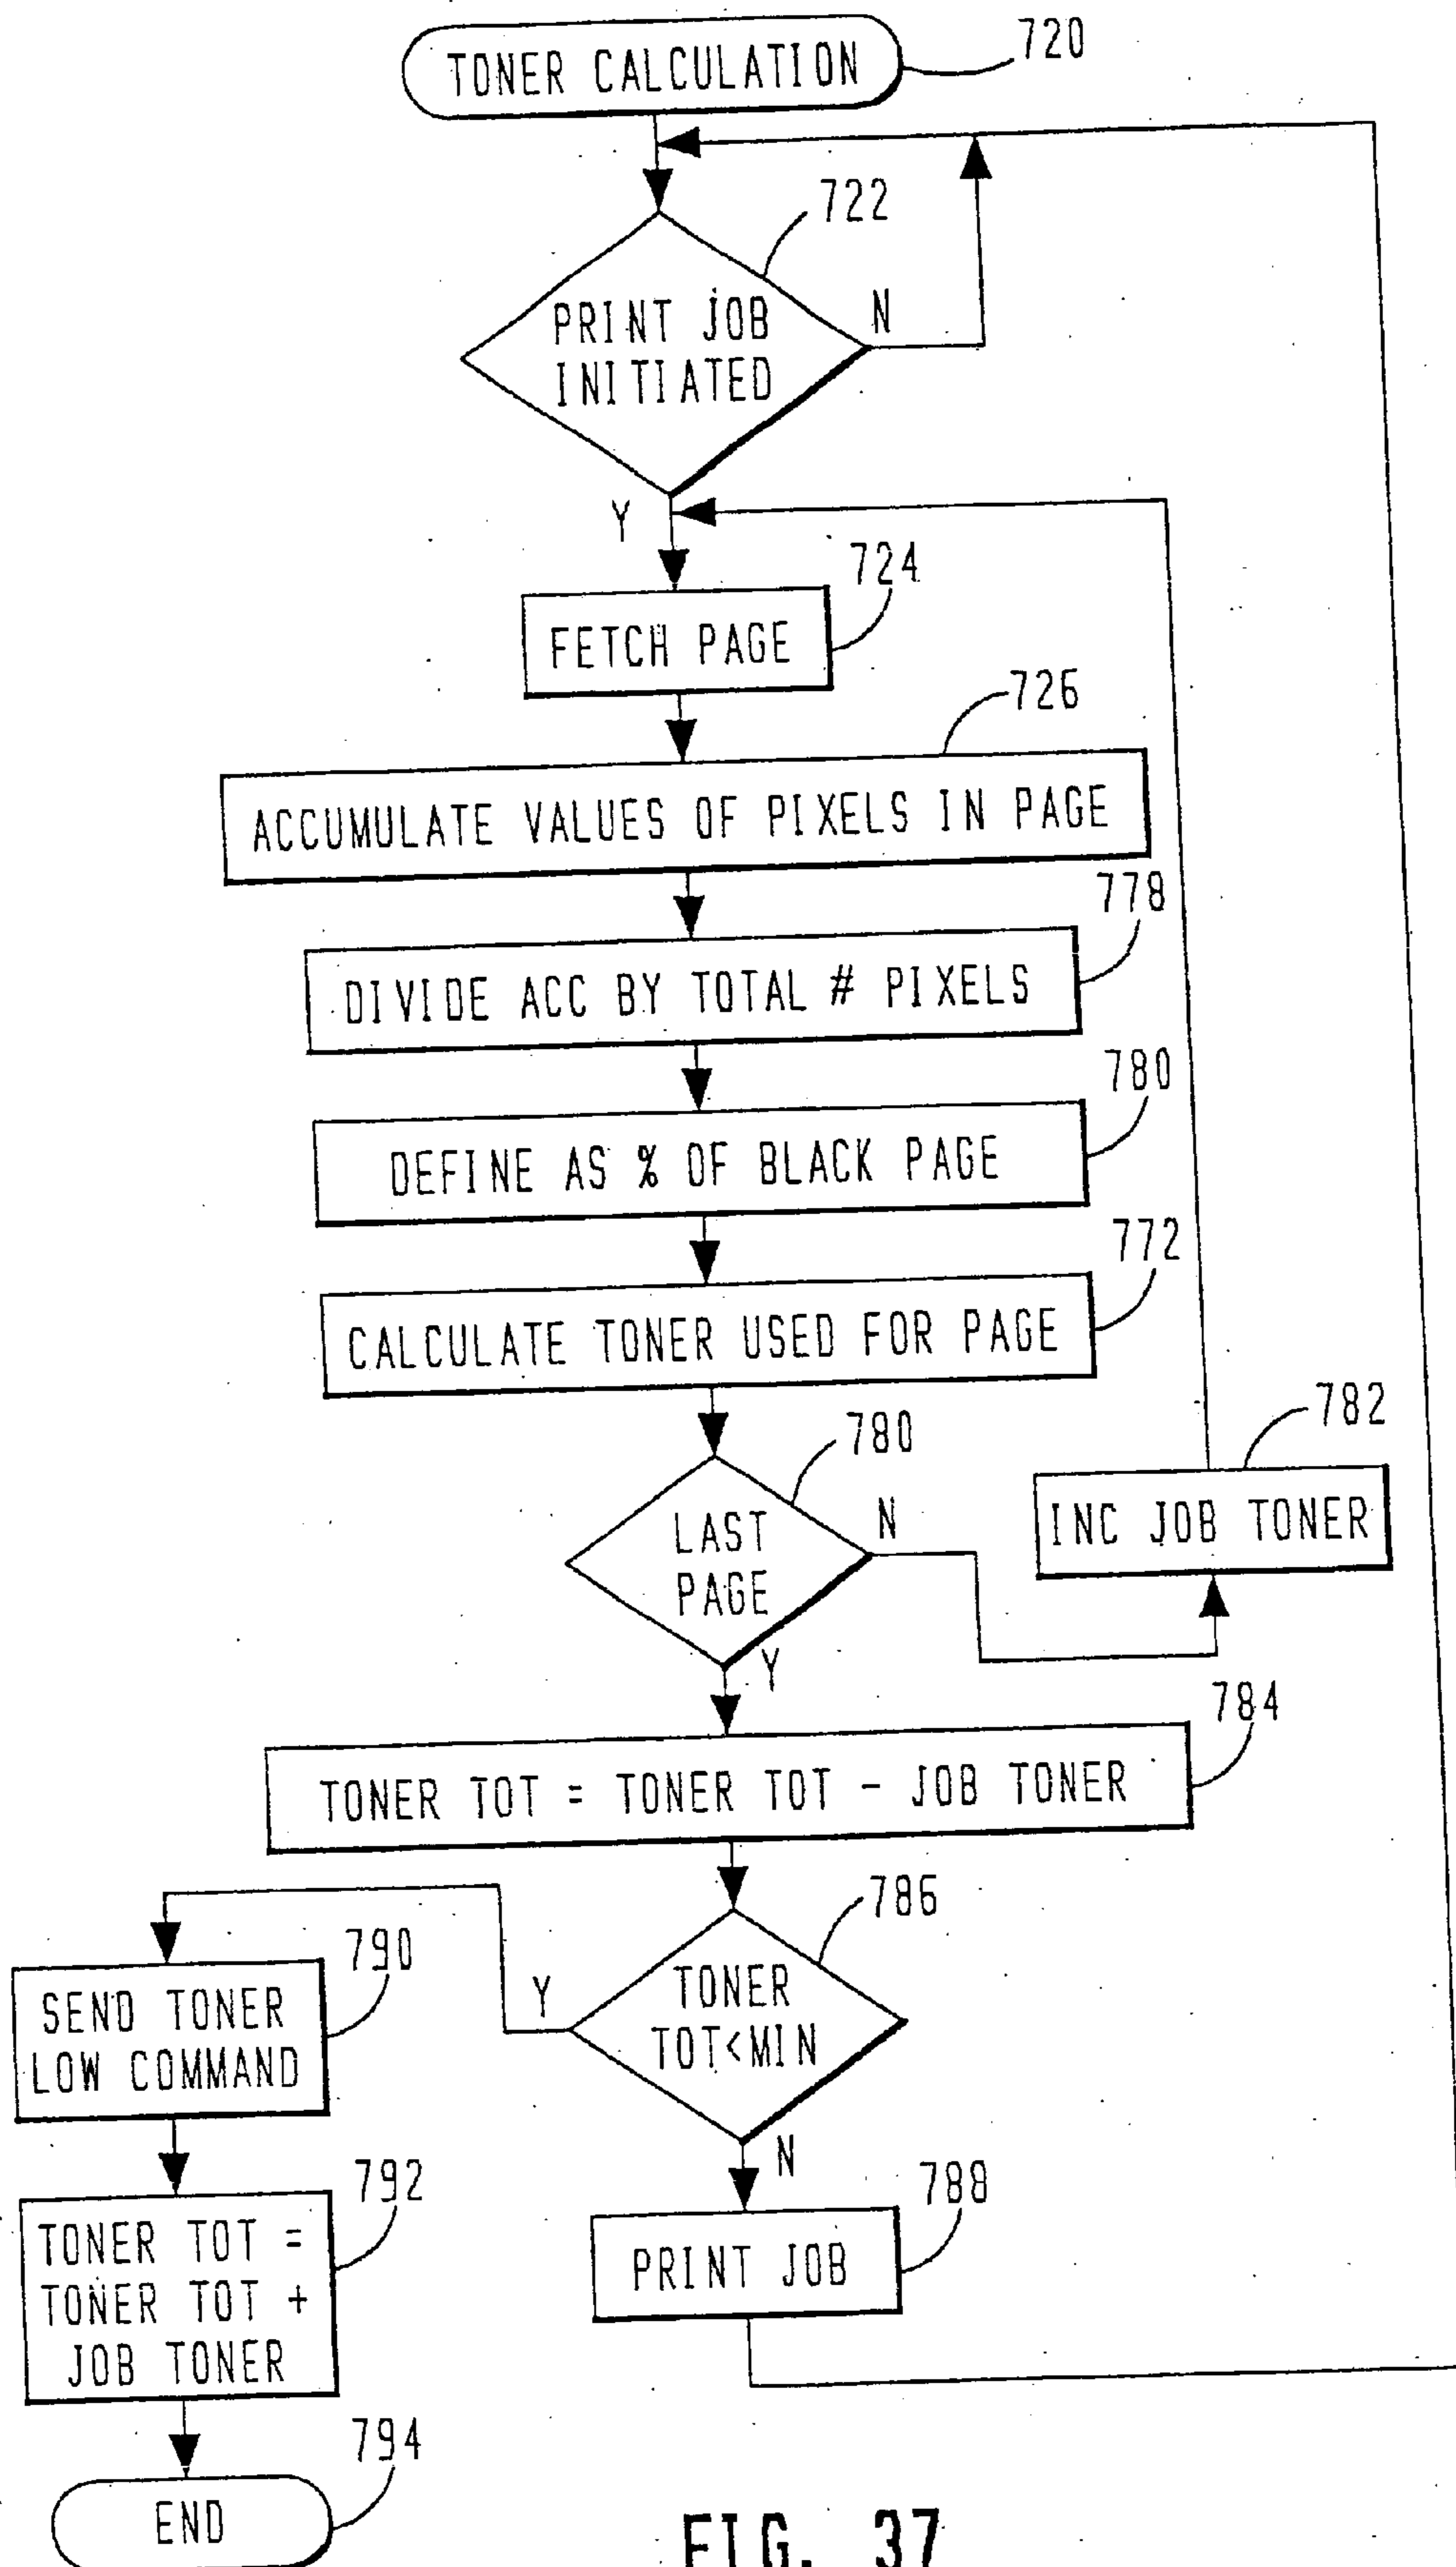 TONER CALCULATION
720
722
PRINT JOB
INITIATED
N
Y
724
FETCH PAGE
726
ACCUMULATE VALUES OF PIXELS IN PAGE
778
DIVIDE ACC BY TOTAL # PIXELS
780
DEFINE AS % OF BLACK PAGE
772
CALCULATE TONER USED FOR PAGE
780
LAST
PAGE
N
782
INC JOB TONER
Y
784
TONER TOT = TONER TOT - JOB TONER
786
TONER
TOT<MIN
Y
790
SEND TONER
LOW COMMAND
N
788
PRINT JOB
792
TONER TOT =
TONER TOT +
JOB TONER
794
END
FIG. 37